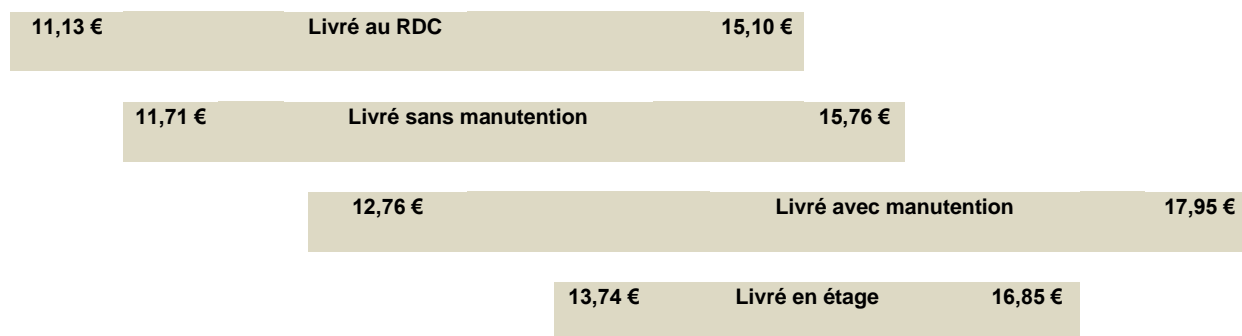 11,13 € Livré au RDC 15,10 €
11,71 € Livré sans manutention 15,76 €
12,76 € Livré avec manutention 17,95 €
13,74 € Livré en étage 16,85 €